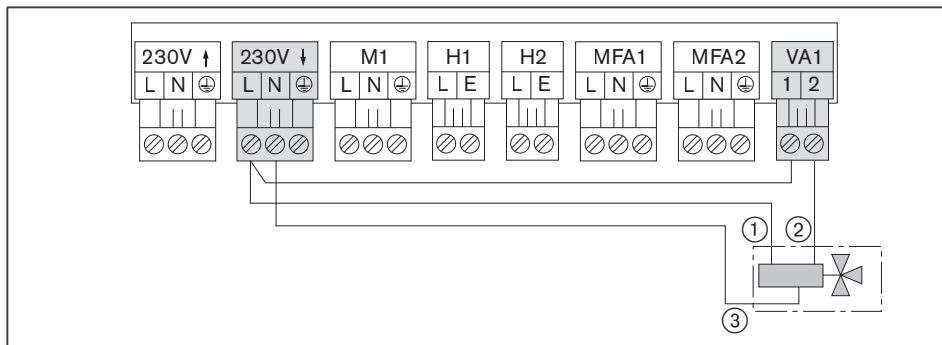 230V ↑ 230V ↓ M1 H1 H2 MFA1 MFA2 VA1
L N ⏚ L N ⏚ L N ⏚ L E L E L N ⏚ L N ⏚ 1 2
① ②
③